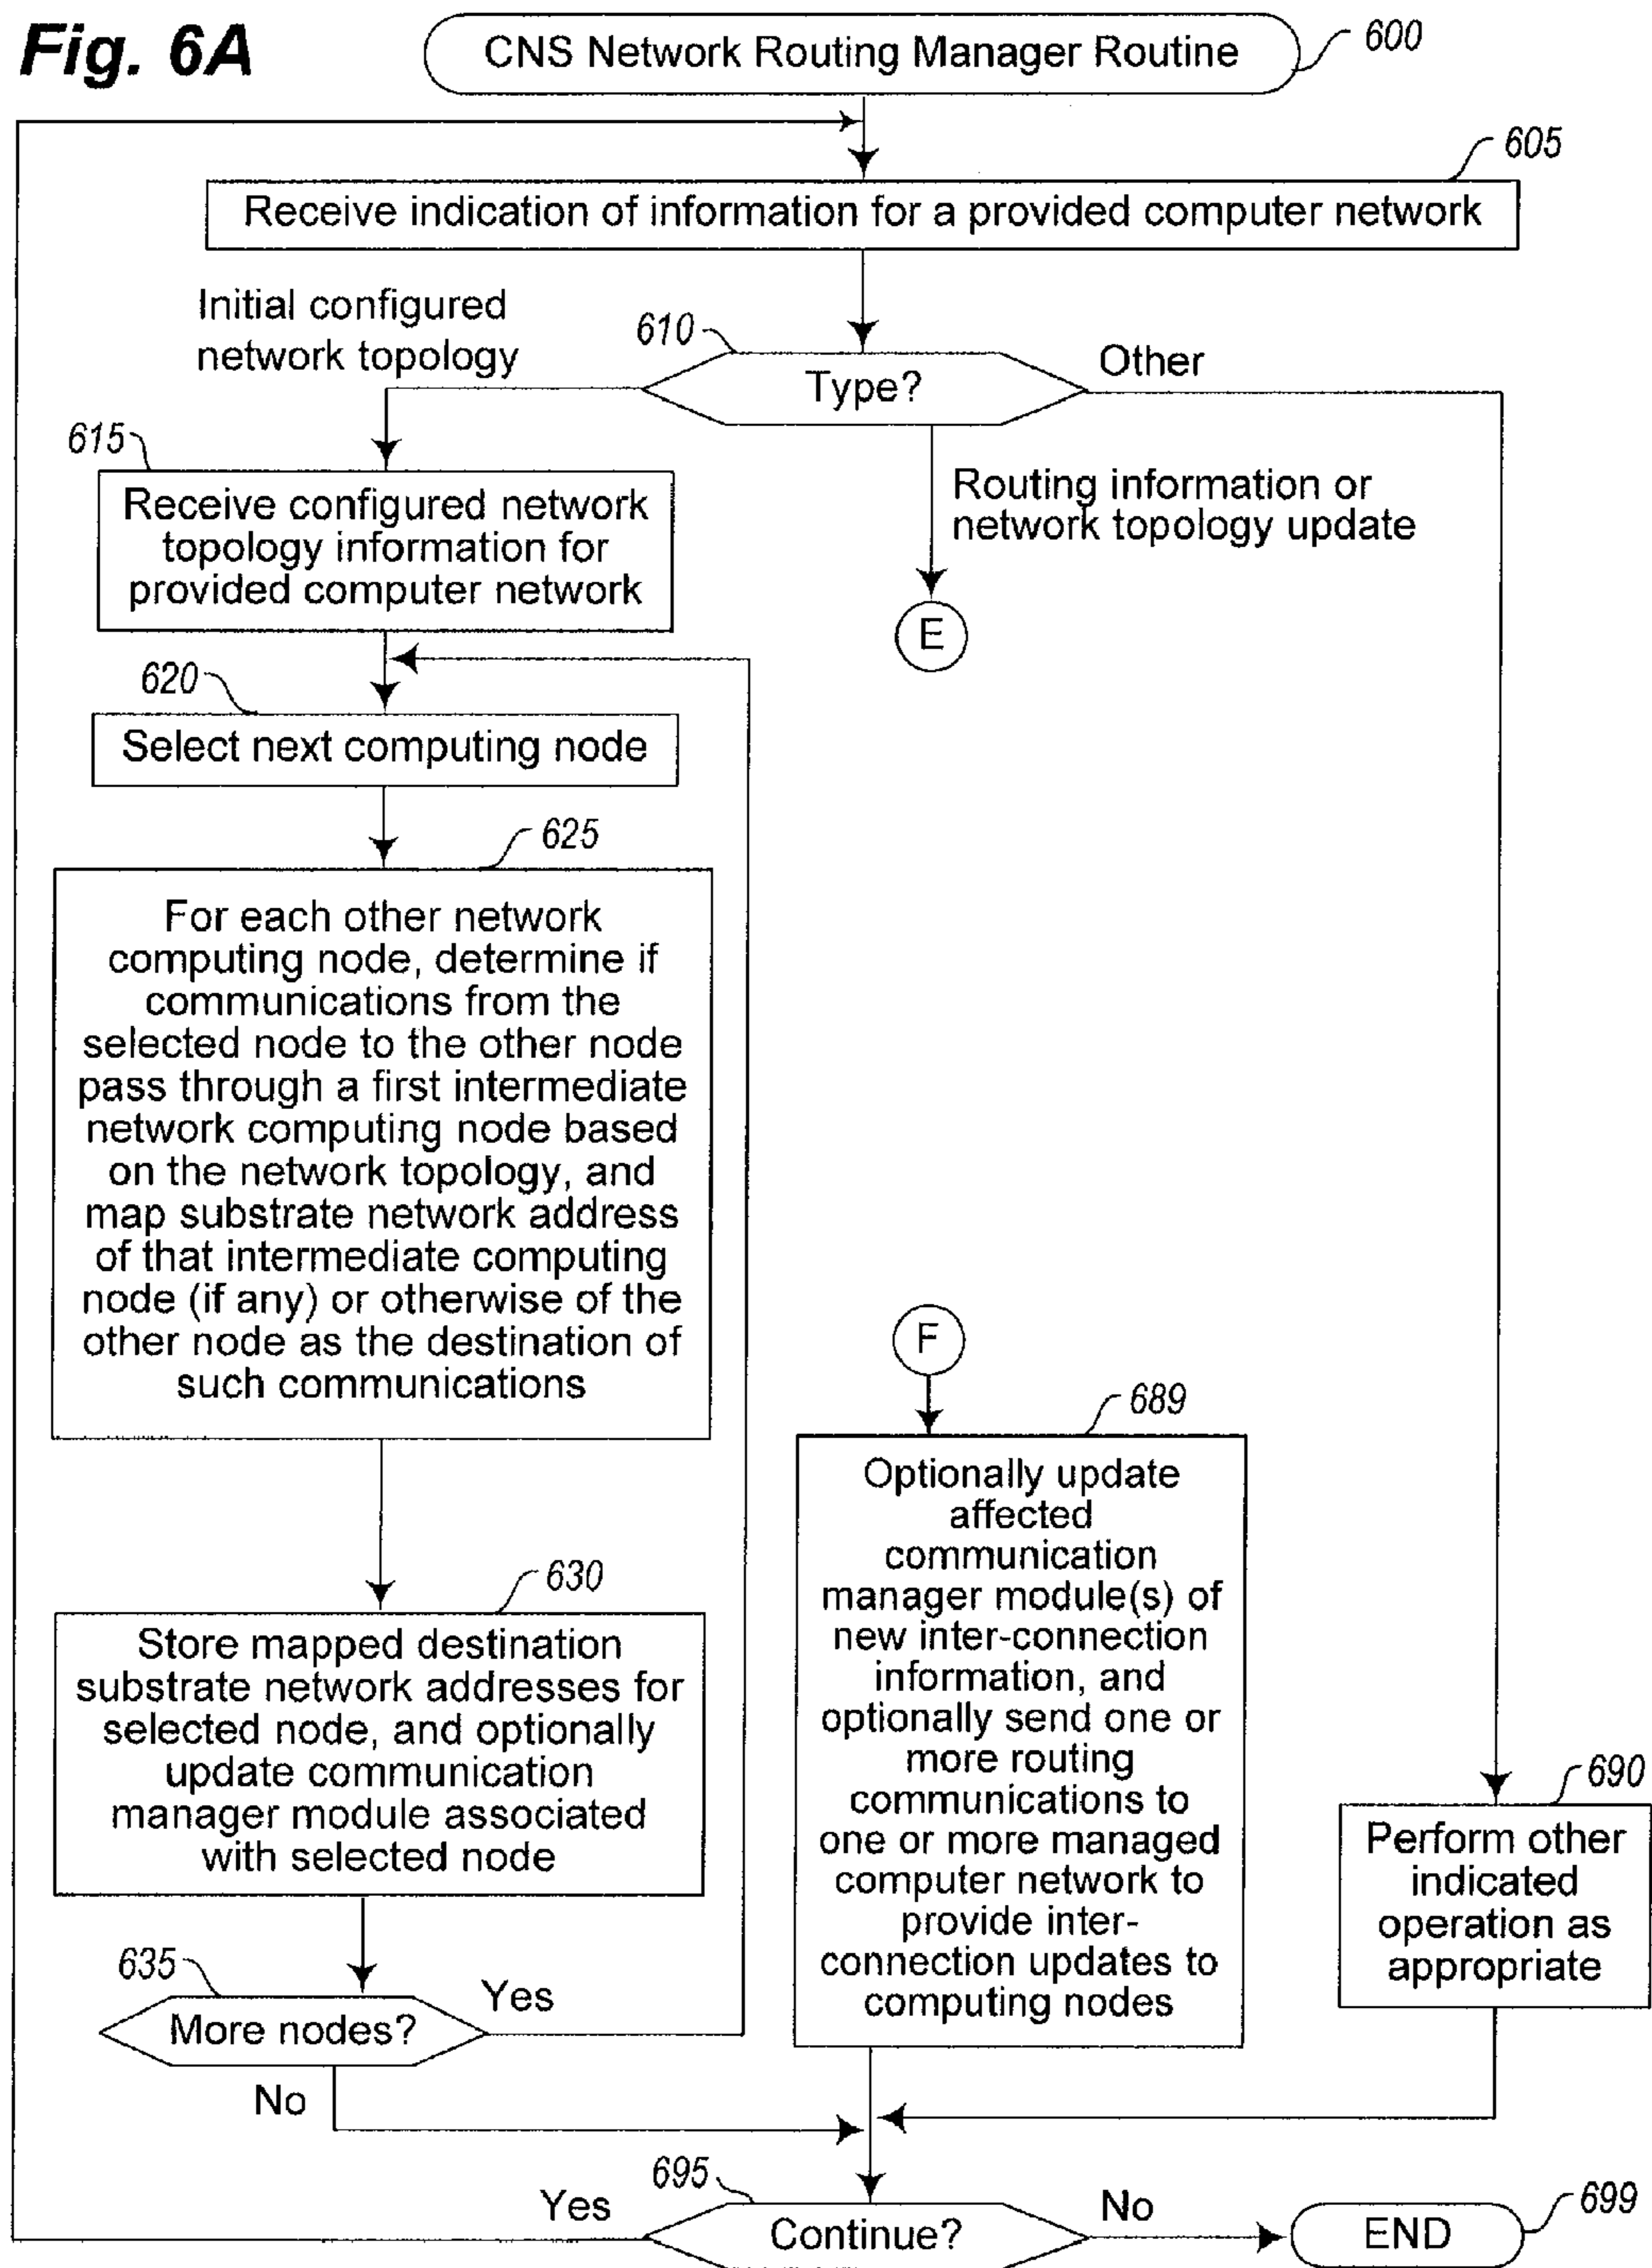 Fig. 6A
CNS Network Routing Manager Routine
600
605
Receive indication of information for a provided computer network
Initial configured
network topology
610
Type?
Other
615
Receive configured network
topology information for
provided computer network
Routing information or
network topology update
E
620
Select next computing node
625
For each other network
computing node, determine if
communications from the
selected node to the other node
pass through a first intermediate
network computing node based
on the network topology, and
map substrate network address
of that intermediate computing
node (if any) or otherwise of the
other node as the destination of
such communications
F
689
Optionally update
affected
communication
manager module(s) of
new inter-connection
information, and
optionally send one or
more routing
communications to
one or more managed
computer network to
provide inter-
connection updates to
computing nodes
630
Store mapped destination
substrate network addresses for
selected node, and optionally
update communication
manager module associated
with selected node
690
Perform other
indicated
operation as
appropriate
635
More nodes?
Yes
No
695
Yes
Continue?
No
END
699